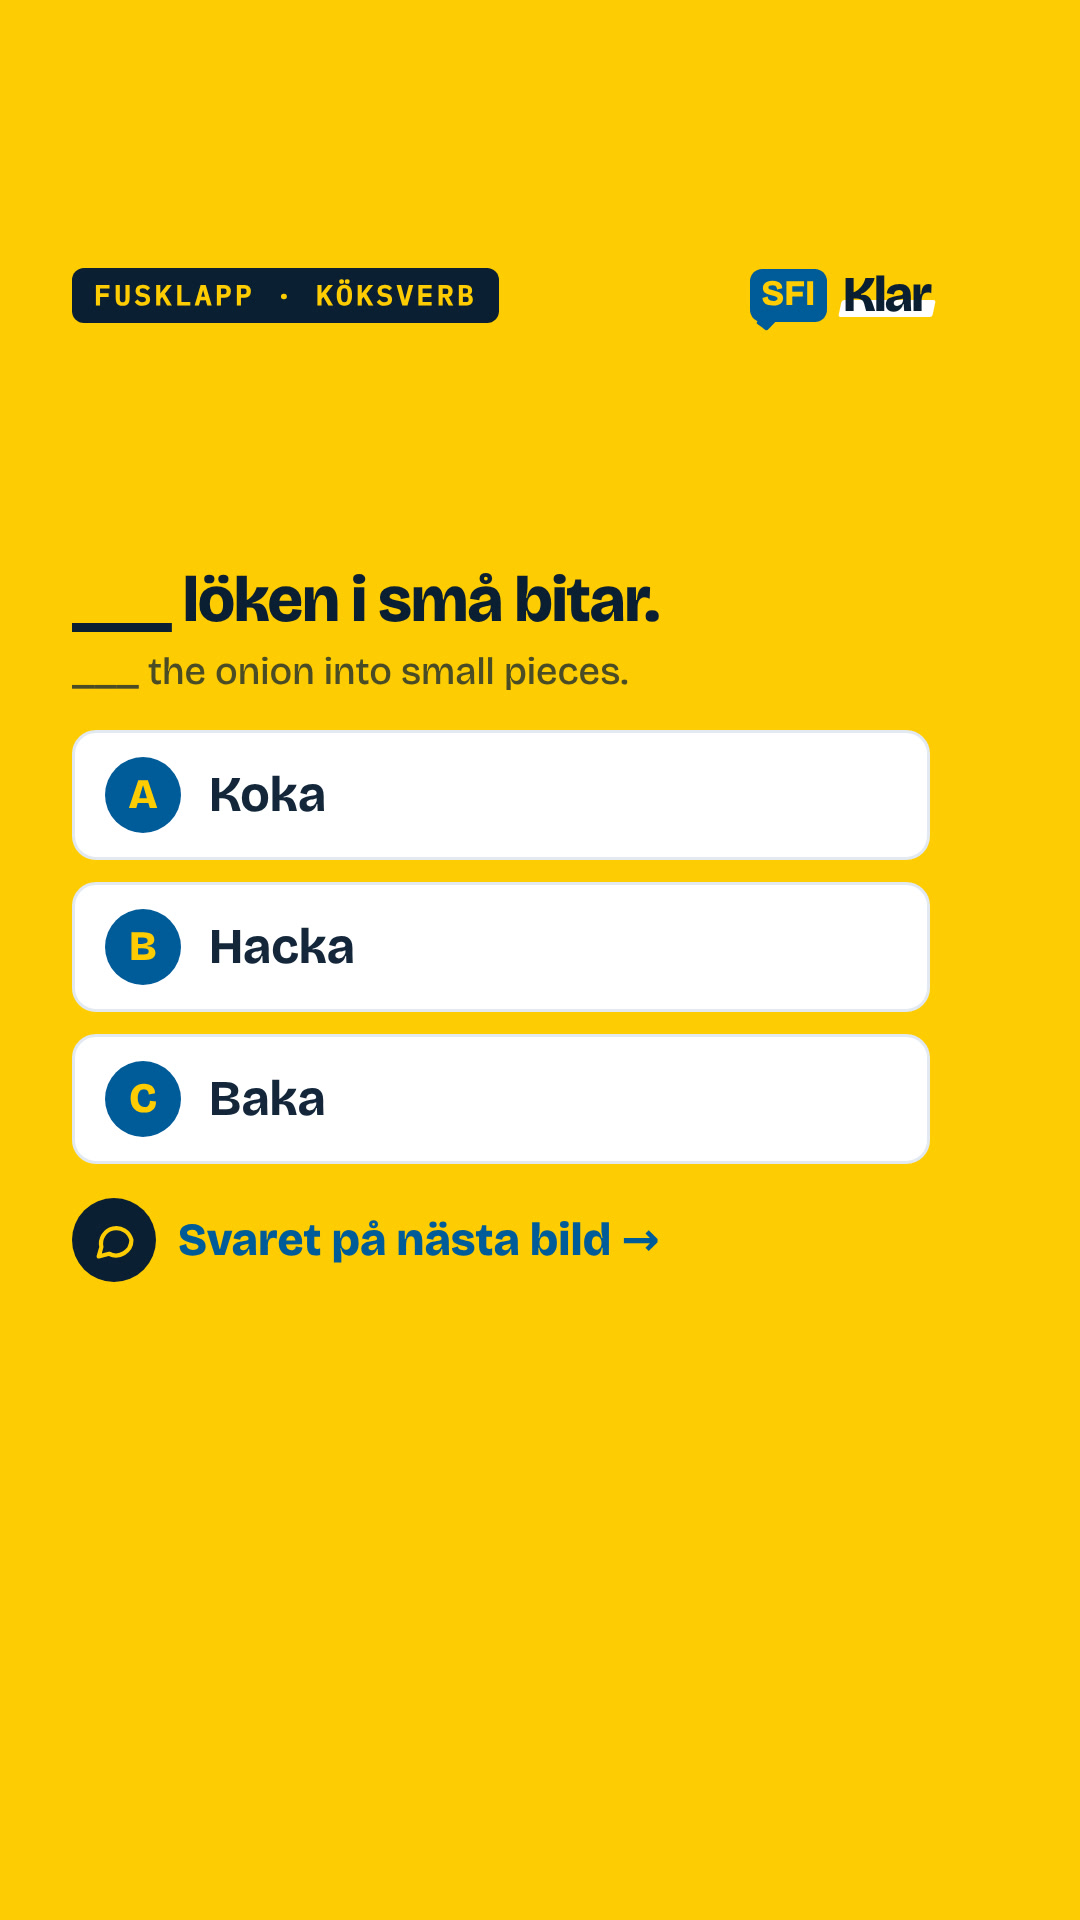 FUSKLAPP · KÖKSVERB
SFI Klar
___ löken i små bitar.
___ the onion into small pieces.
A Koka
B Hacka
C Baka
Svaret på nästa bild →